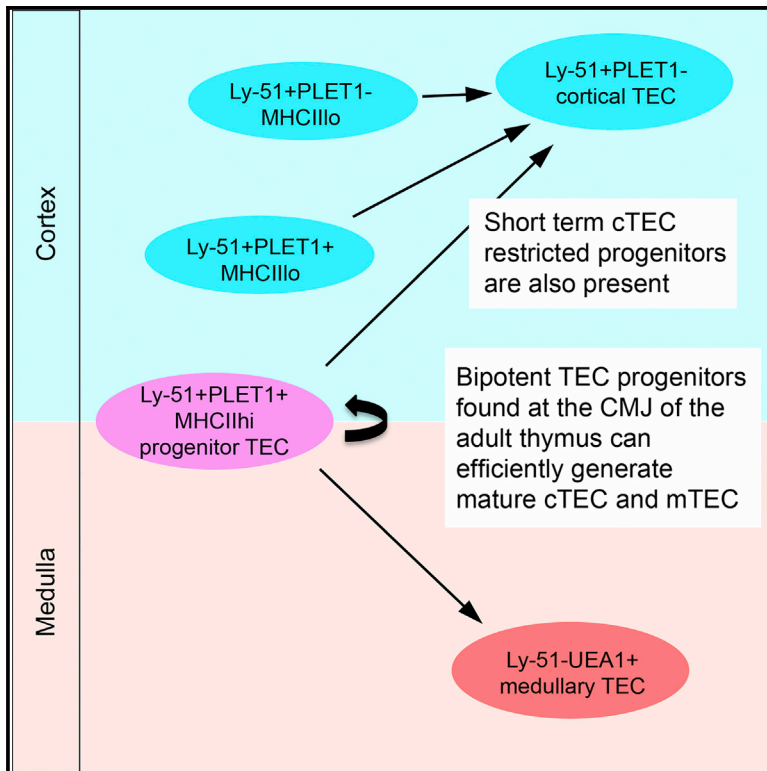 Cortex
Medulla
Ly-51+PLET1-
MHCIIlo
Ly-51+PLET1-
cortical TEC
Ly-51+PLET1+
MHCIIlo
Short term cTEC
restricted progenitors
are also present
Ly-51+PLET1+
MHCIIhi
progenitor TEC
Bipotent TEC progenitors
found at the CMJ of the
adult thymus can
efficiently generate
mature cTEC and mTEC
Ly-51-UEA1+
medullary TEC